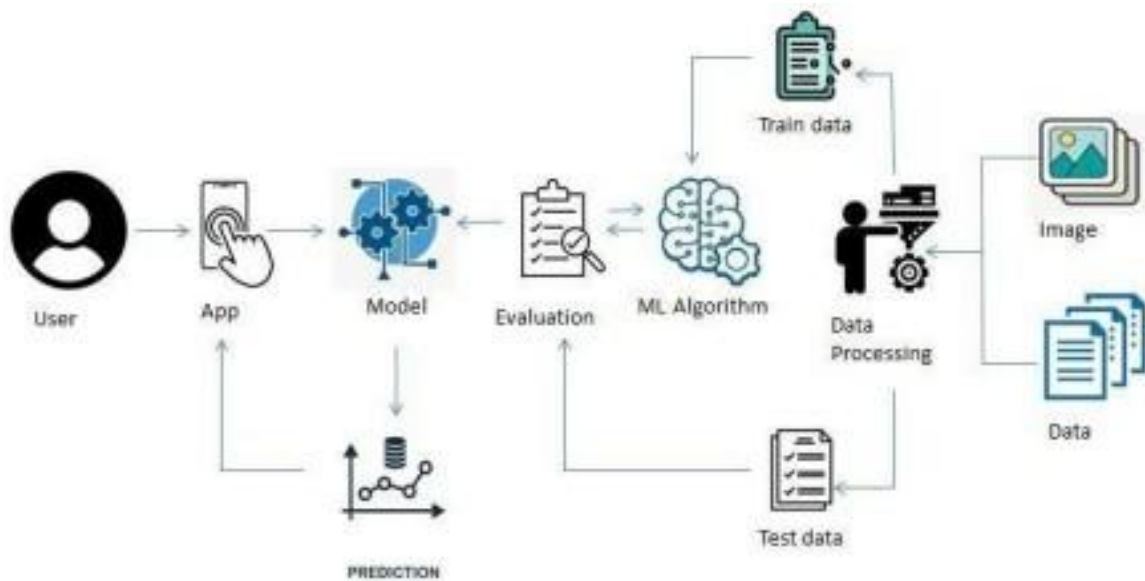 Train data
Image
User
App
Model
Evaluation
ML Algorithm
Data
Processing
Data
Test data
PREDICTION